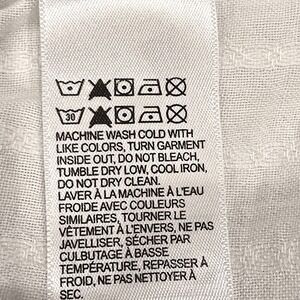 30
MACHINE WASH COLD WITH
LIKE COLORS, TURN GARMENT
INSIDE OUT, DO NOT BLEACH,
TUMBLE DRY LOW, COOL IRON,
DO NOT DRY CLEAN.
LAVER À LA MACHINE À L'EAU
FROIDE AVEC COULEURS
SIMILAIRES, TOURNER LE
VÊTEMENT À L'ENVERS, NE PAS
JAVELLISER, SÉCHER PAR
CULBUTAGE À BASSE
TEMPÉRATURE, REPASSER À
FROID, NE PAS NETTOYER À
SEC.